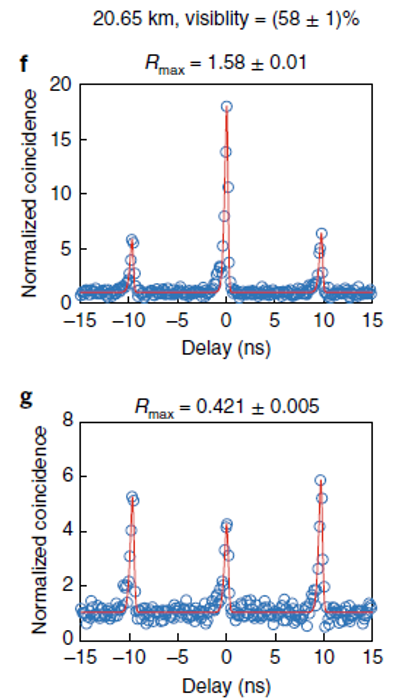 20.65 km, visiblity = (58 ± 1)%
f
Rmax = 1.58 ± 0.01
Normalized coincidence
20
15
10
5
0
−15 −10 −5 0 5 10 15
Delay (ns)
g
Rmax = 0.421 ± 0.005
Normalized coincidence
8
6
4
2
0
−15 −10 −5 0 5 10 15
Delay (ns)